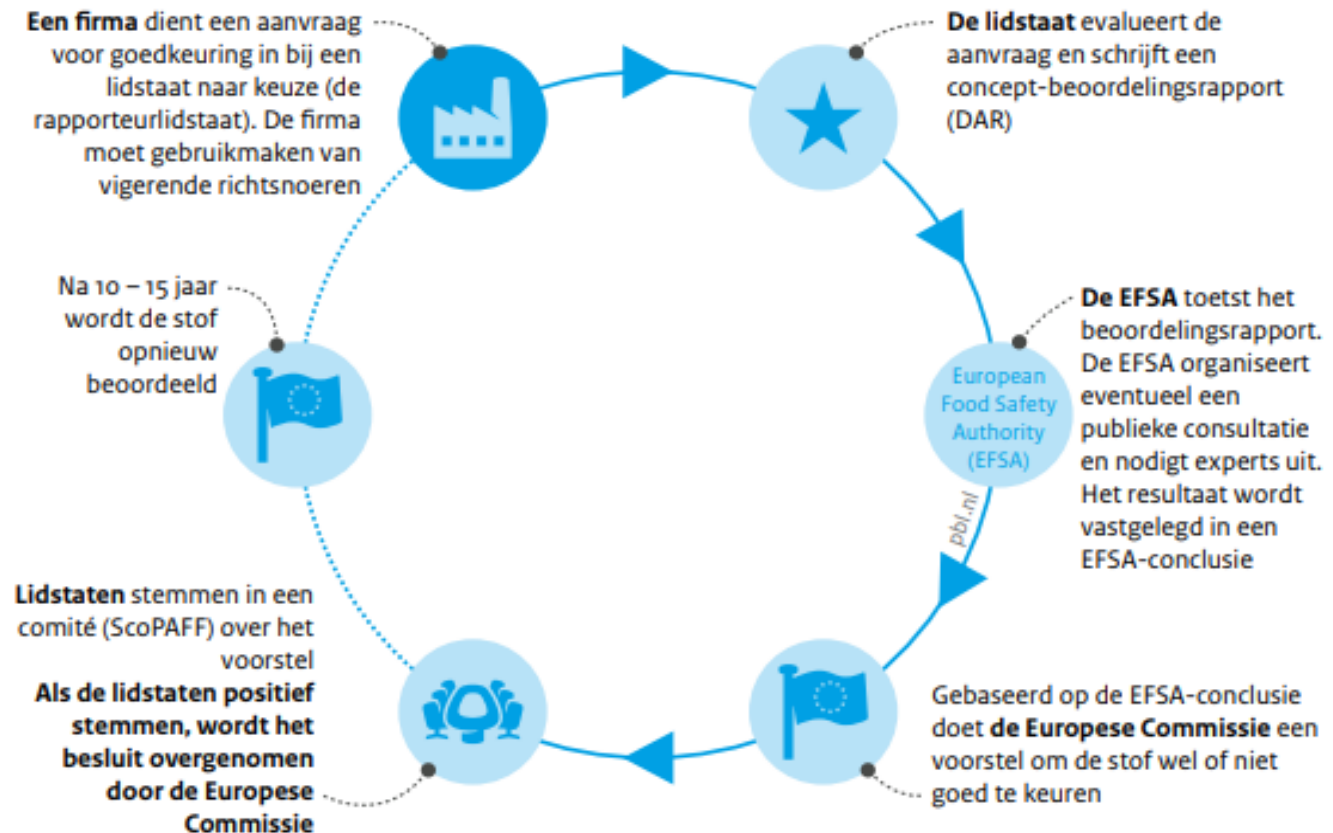 Een firma dient een aanvraag
voor goedkeuring in bij een
lidstaat naar keuze (de
rapporteurlidstaat). De firma
moet gebruikmaken van
vigerende richtsnoeren
De lidstaat evalueert de
aanvraag en schrijft een
concept-beoordelingsrapport
(DAR)
De EFSA toetst het
beoordelingsrapport.
De EFSA organiseert
eventueel een
publieke consultatie
en nodigt experts uit.
Het resultaat wordt
vastgelegd in een
EFSA-conclusie
European
Food Safety
Authority
(EFSA)
pbl.nl
Gebaseerd op de EFSA-conclusie
doet de Europese Commissie een
voorstel om de stof wel of niet
goed te keuren
Lidstaten stemmen in een
comité (ScoPAFF) over het
voorstel
Als de lidstaten positief
stemmen, wordt het
besluit overgenomen
door de Europese
Commissie
Na 10 – 15 jaar
wordt de stof
opnieuw
beoordeeld